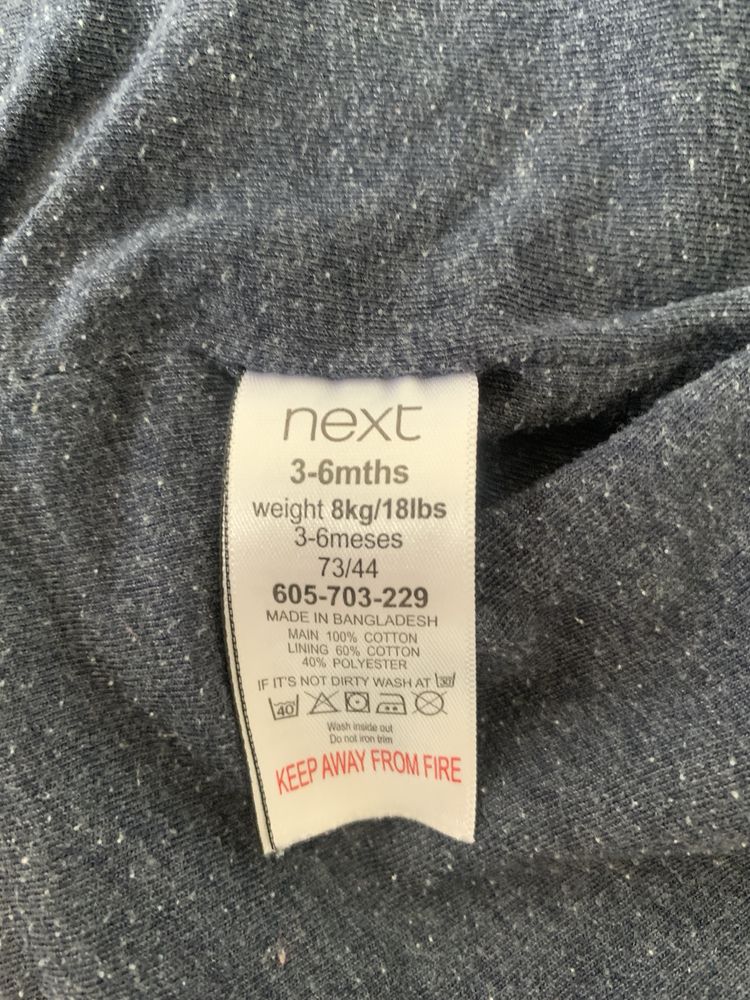 next
3-6mths
weight 8kg/18lbs
3-6meses
73/44
605-703-229
MADE IN BANGLADESH
MAIN 100% COTTON
LINING 60% COTTON
40% POLYESTER
IF IT'S NOT DIRTY WASH AT 30
40
Wash inside out
Do not iron trim
KEEP AWAY FROM FIRE